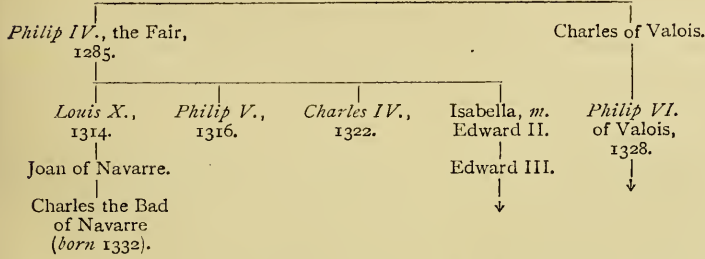 Philip IV., the Fair,
1285.
Charles of Valois.
Louis X.,
1314.
Philip V.,
1316.
Charles IV.,
1322.
Isabella, m.
Edward II.
Philip VI.
of Valois,
1328.
Joan of Navarre.
Edward III.
Charles the Bad
of Navarre
(born 1332).